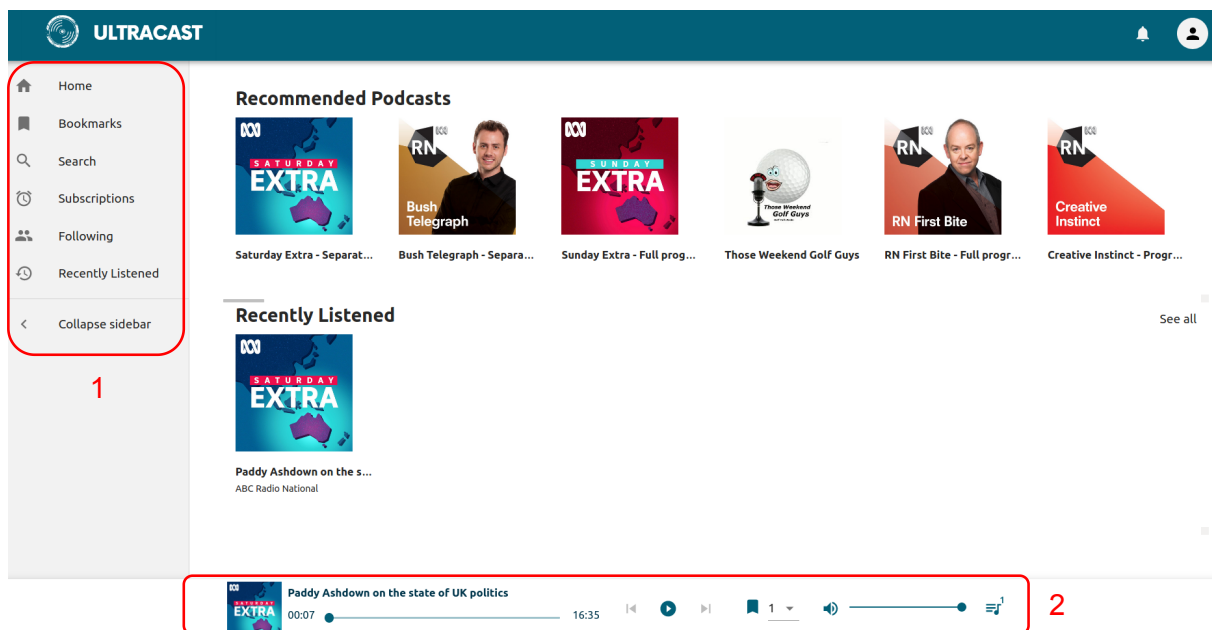 ULTRACAST
Home
Bookmarks
Search
Subscriptions
Following
Recently Listened
Collapse sidebar
1
Recommended Podcasts
SATURDAY
EXTRA
RN
Bush
Telegraph
SUNDAY
EXTRA
Those Weekend
Golf Guys
RN
RN First Bite
RN
Creative
Instinct
Saturday Extra - Separat...
Bush Telegraph - Separa...
Sunday Extra - Full prog...
Those Weekend Golf Guys
RN First Bite - Full progr...
Creative Instinct - Progr...
Recently Listened
See all
SATURDAY
EXTRA
Paddy Ashdown on the s...
ABC Radio National
SATURDAY
EXTRA
Paddy Ashdown on the state of UK politics
00:07
16:35
1
1
2